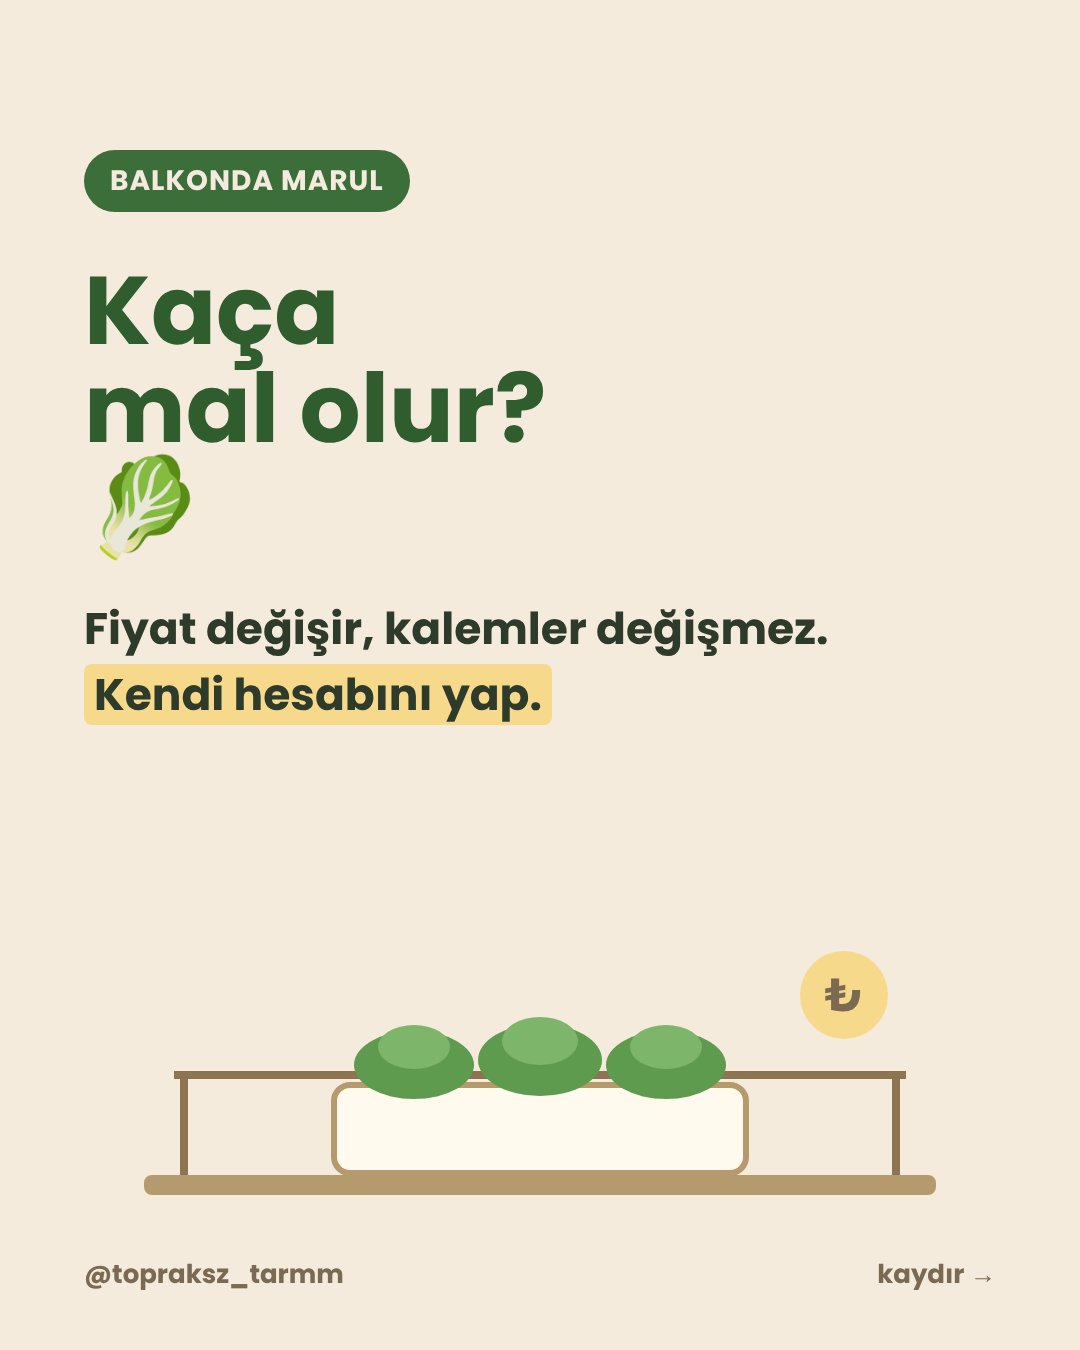 BALKONDA MARUL
Kaça
mal olur?
Fiyat değişir, kalemler değişmez.
Kendi hesabını yap.
₺
@topraksz_tarmm
kaydır →